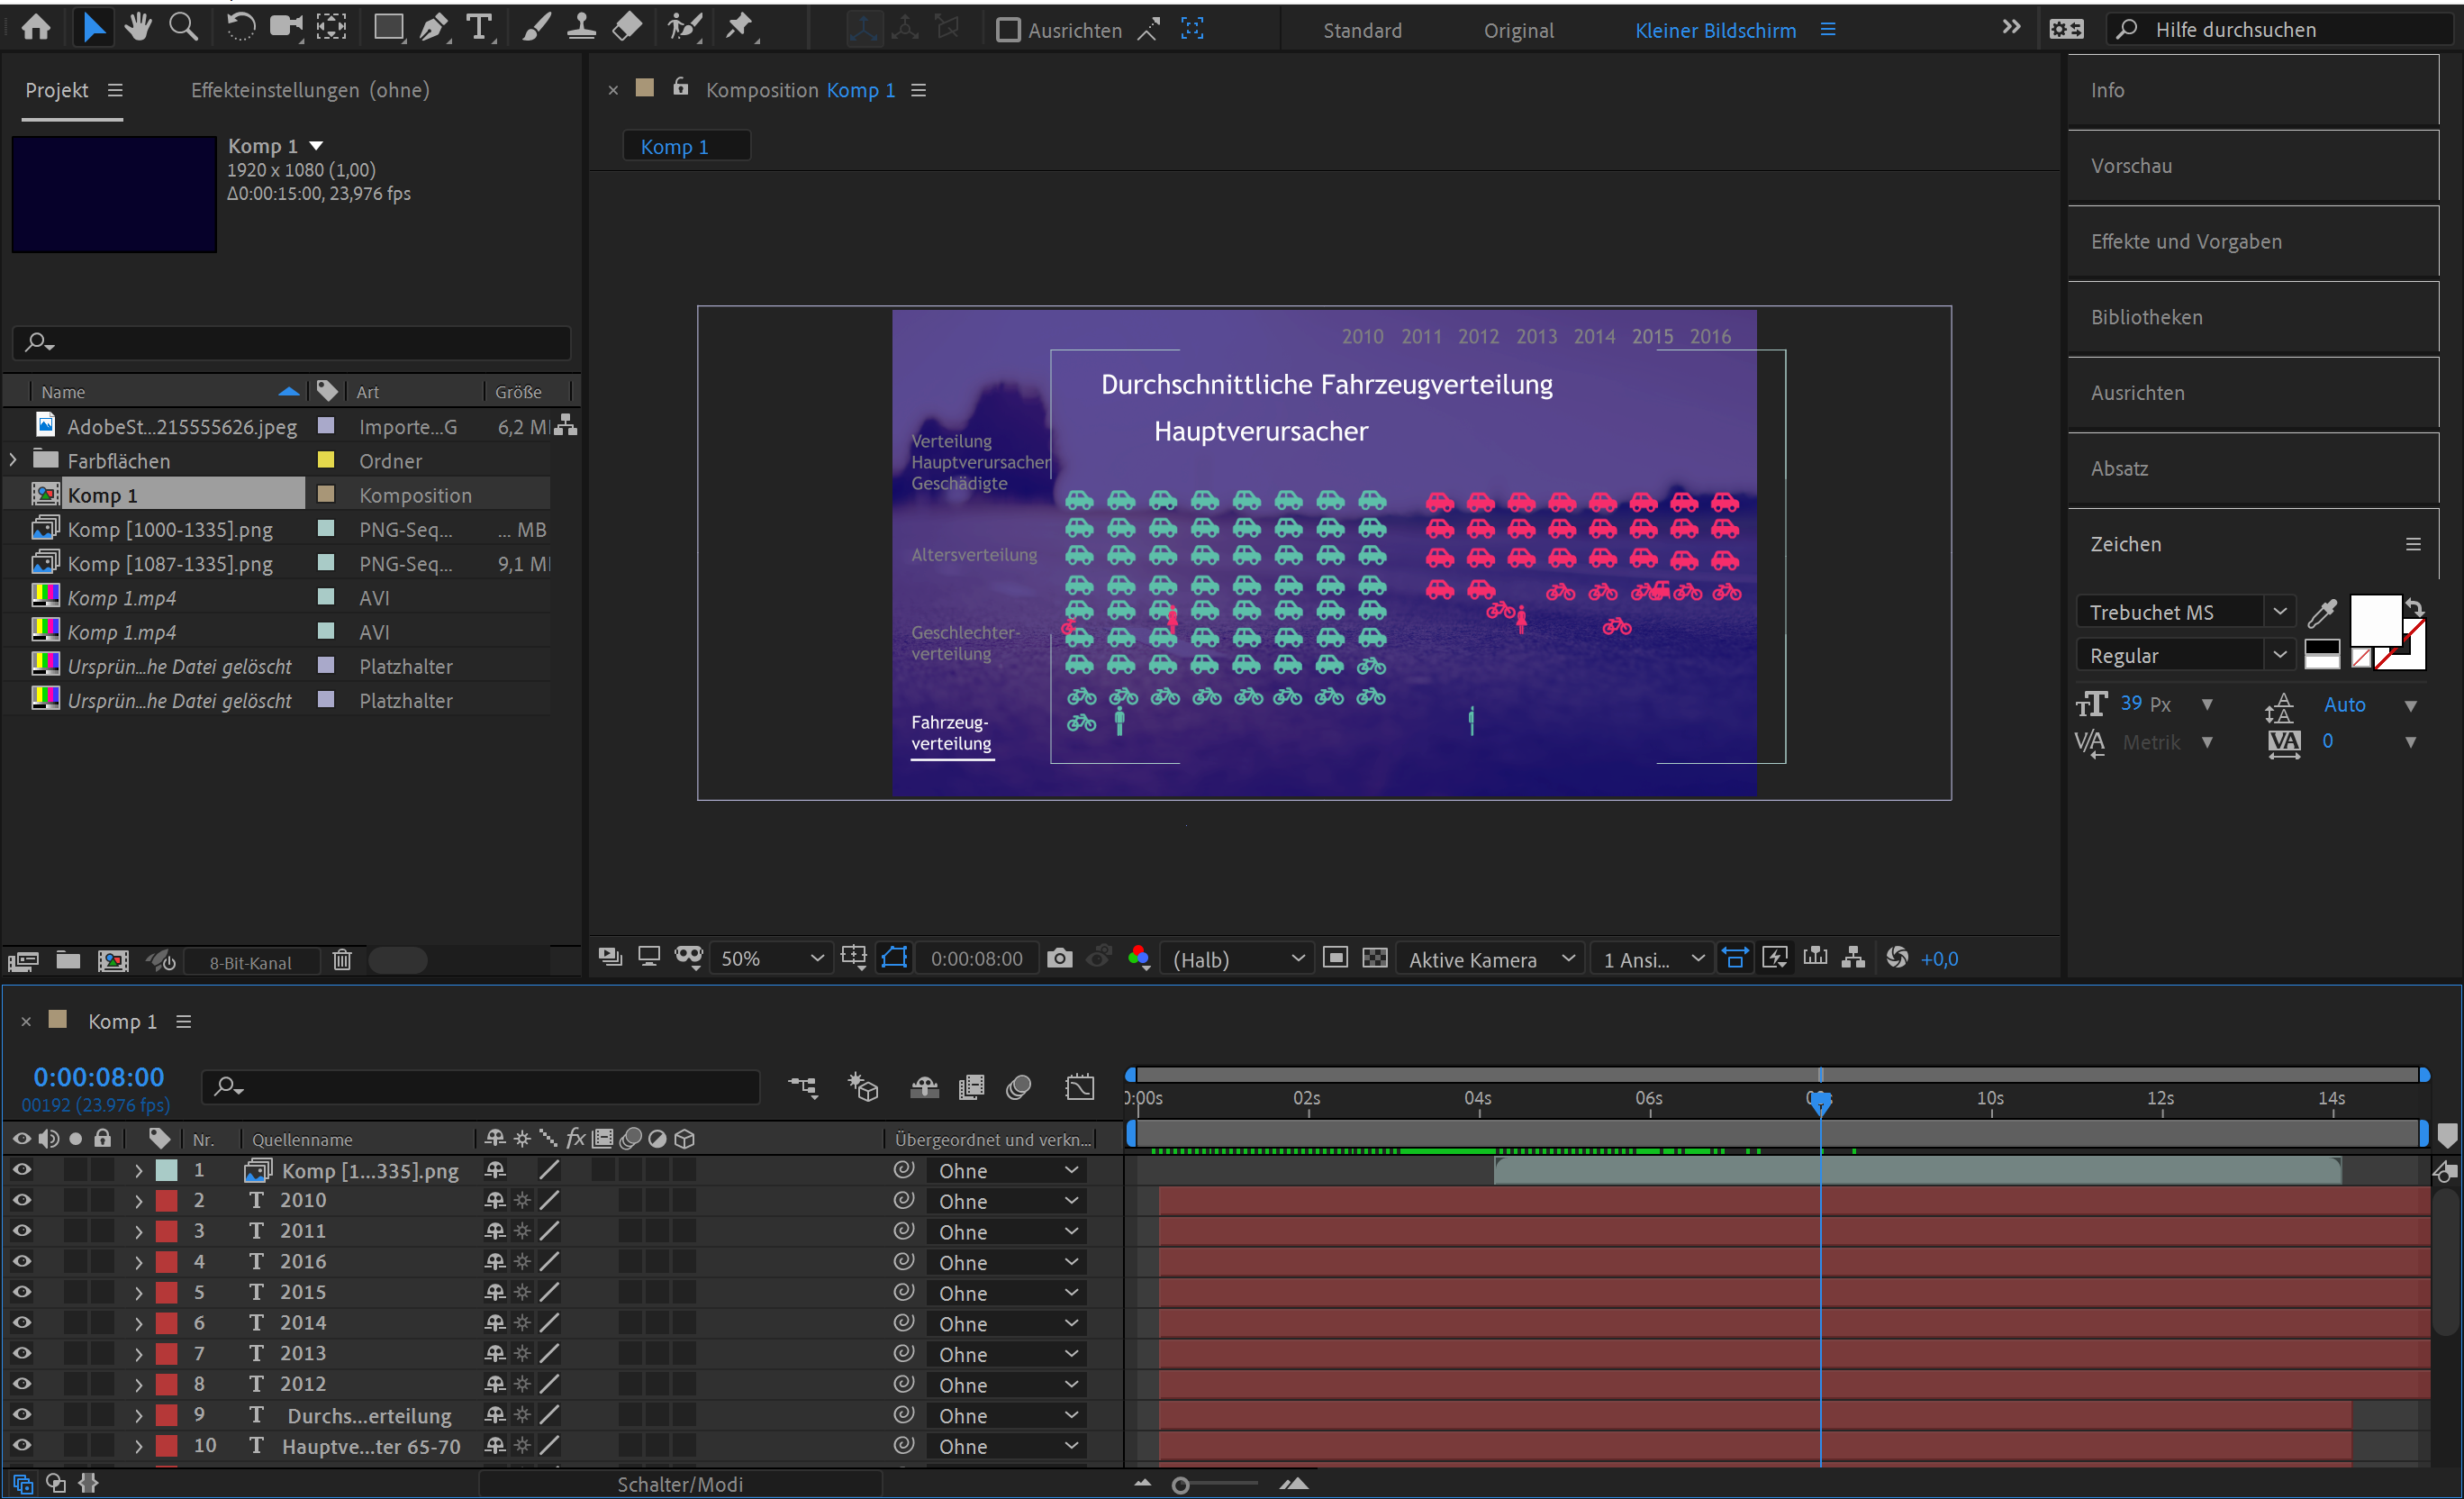 Ausrichten
Standard
Original
Kleiner Bildschirm
Hilfe durchsuchen
Projekt
Effekteinstellungen (ohne)
Komp 1
1920 x 1080 (1,00)
Δ0:00:15:00, 23,976 fps
Name Art Größe
AdobeSt...215555626.jpeg Importe...G 6,2 MI
Farbflächen Ordner
Komp 1 Komposition
Komp [1000-1335].png PNG-Seq... ... MB
Komp [1087-1335].png PNG-Seq... 9,1 MI
Komp 1.mp4 AVI
Komp 1.mp4 AVI
Ursprün...he Datei gelöscht Platzhalter
Ursprün...he Datei gelöscht Platzhalter
8-Bit-Kanal
Komposition Komp 1
Komp 1
2010 2011 2012 2013 2014 2015 2016
Durchschnittliche Fahrzeugverteilung
Hauptverursacher
Verteilung
Hauptverursacher
Geschädigte
Altersverteilung
Geschlechter-
verteilung
Fahrzeug-
verteilung
50% 0:00:08:00 (Halb) Aktive Kamera 1 Ansi... +0,0
Info
Vorschau
Effekte und Vorgaben
Bibliotheken
Ausrichten
Absatz
Zeichen
Trebuchet MS
Regular
39 Px Auto
Metrik 0
Komp 1
0:00:08:00
00192 (23.976 fps)
0:00s 02s 04s 06s 10s 12s 14s
Nr. Quellenname fx Übergeordnet und verkn...
1 Komp [1...335].png Ohne
2 T 2010 Ohne
3 T 2011 Ohne
4 T 2016 Ohne
5 T 2015 Ohne
6 T 2014 Ohne
7 T 2013 Ohne
8 T 2012 Ohne
9 T Durchs...erteilung Ohne
10 T Hauptve...ter 65-70 Ohne
Schalter/Modi